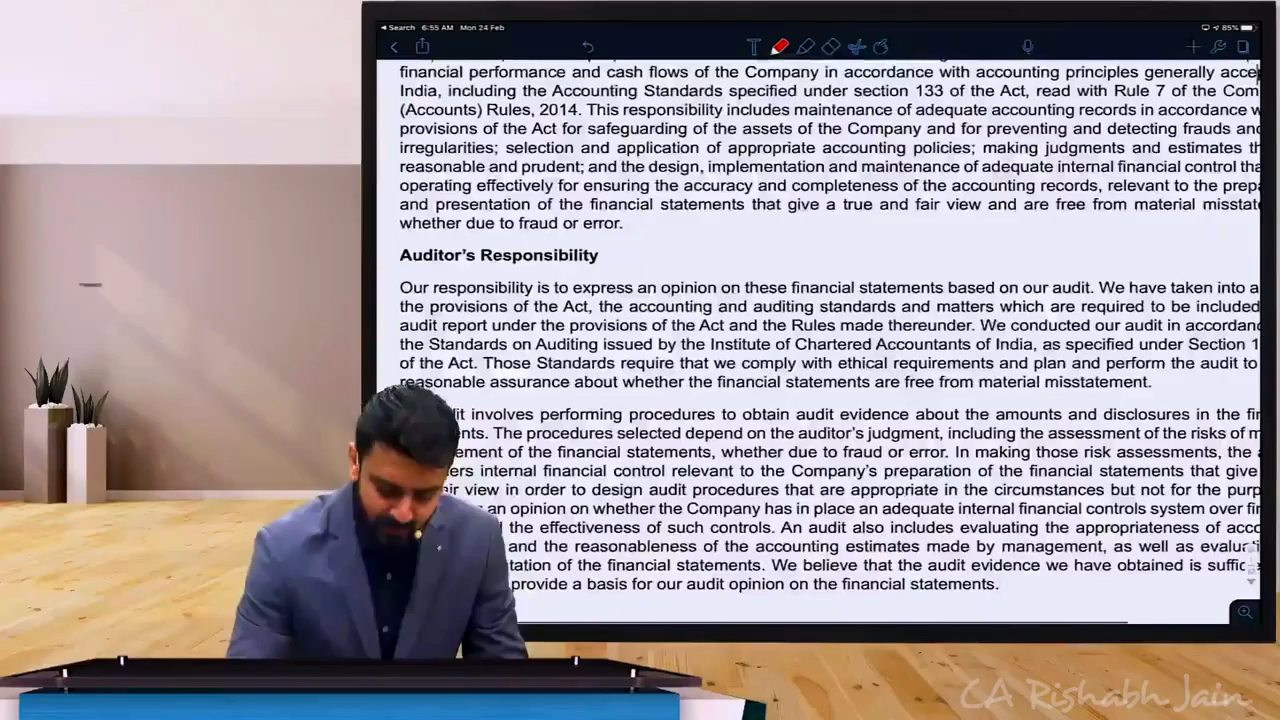 Search 6:55 AM Mon 24 Feb 85%
T
financial performance and cash flows of the Company in accordance with accounting principles generally acce
India, including the Accounting Standards specified under section 133 of the Act, read with Rule 7 of the Com
(Accounts) Rules, 2014. This responsibility includes maintenance of adequate accounting records in accordance w
provisions of the Act for safeguarding of the assets of the Company and for preventing and detecting frauds and
irregularities; selection and application of appropriate accounting policies; making judgments and estimates th
reasonable and prudent; and the design, implementation and maintenance of adequate internal financial control tha
operating effectively for ensuring the accuracy and completeness of the accounting records, relevant to the prepa
and presentation of the financial statements that give a true and fair view and are free from material misstate
whether due to fraud or error.
Auditor's Responsibility
Our responsibility is to express an opinion on these financial statements based on our audit. We have taken into a
the provisions of the Act, the accounting and auditing standards and matters which are required to be included
audit report under the provisions of the Act and the Rules made thereunder. We conducted our audit in accordanc
the Standards on Auditing issued by the Institute of Chartered Accountants of India, as specified under Section 1
of the Act. Those Standards require that we comply with ethical requirements and plan and perform the audit to
reasonable assurance about whether the financial statements are free from material misstatement.
dit involves performing procedures to obtain audit evidence about the amounts and disclosures in the fin
ents. The procedures selected depend on the auditor's judgment, including the assessment of the risks of m
ement of the financial statements, whether due to fraud or error. In making those risk assessments, the a
ers internal financial control relevant to the Company's preparation of the financial statements that give
air view in order to design audit procedures that are appropriate in the circumstances but not for the purp
an opinion on whether the Company has in place an adequate internal financial controls system over fin
the effectiveness of such controls. An audit also includes evaluating the appropriateness of acco
and the reasonableness of the accounting estimates made by management, as well as evaluati
tation of the financial statements. We believe that the audit evidence we have obtained is suffic
provide a basis for our audit opinion on the financial statements.
CA Rishabh Jain